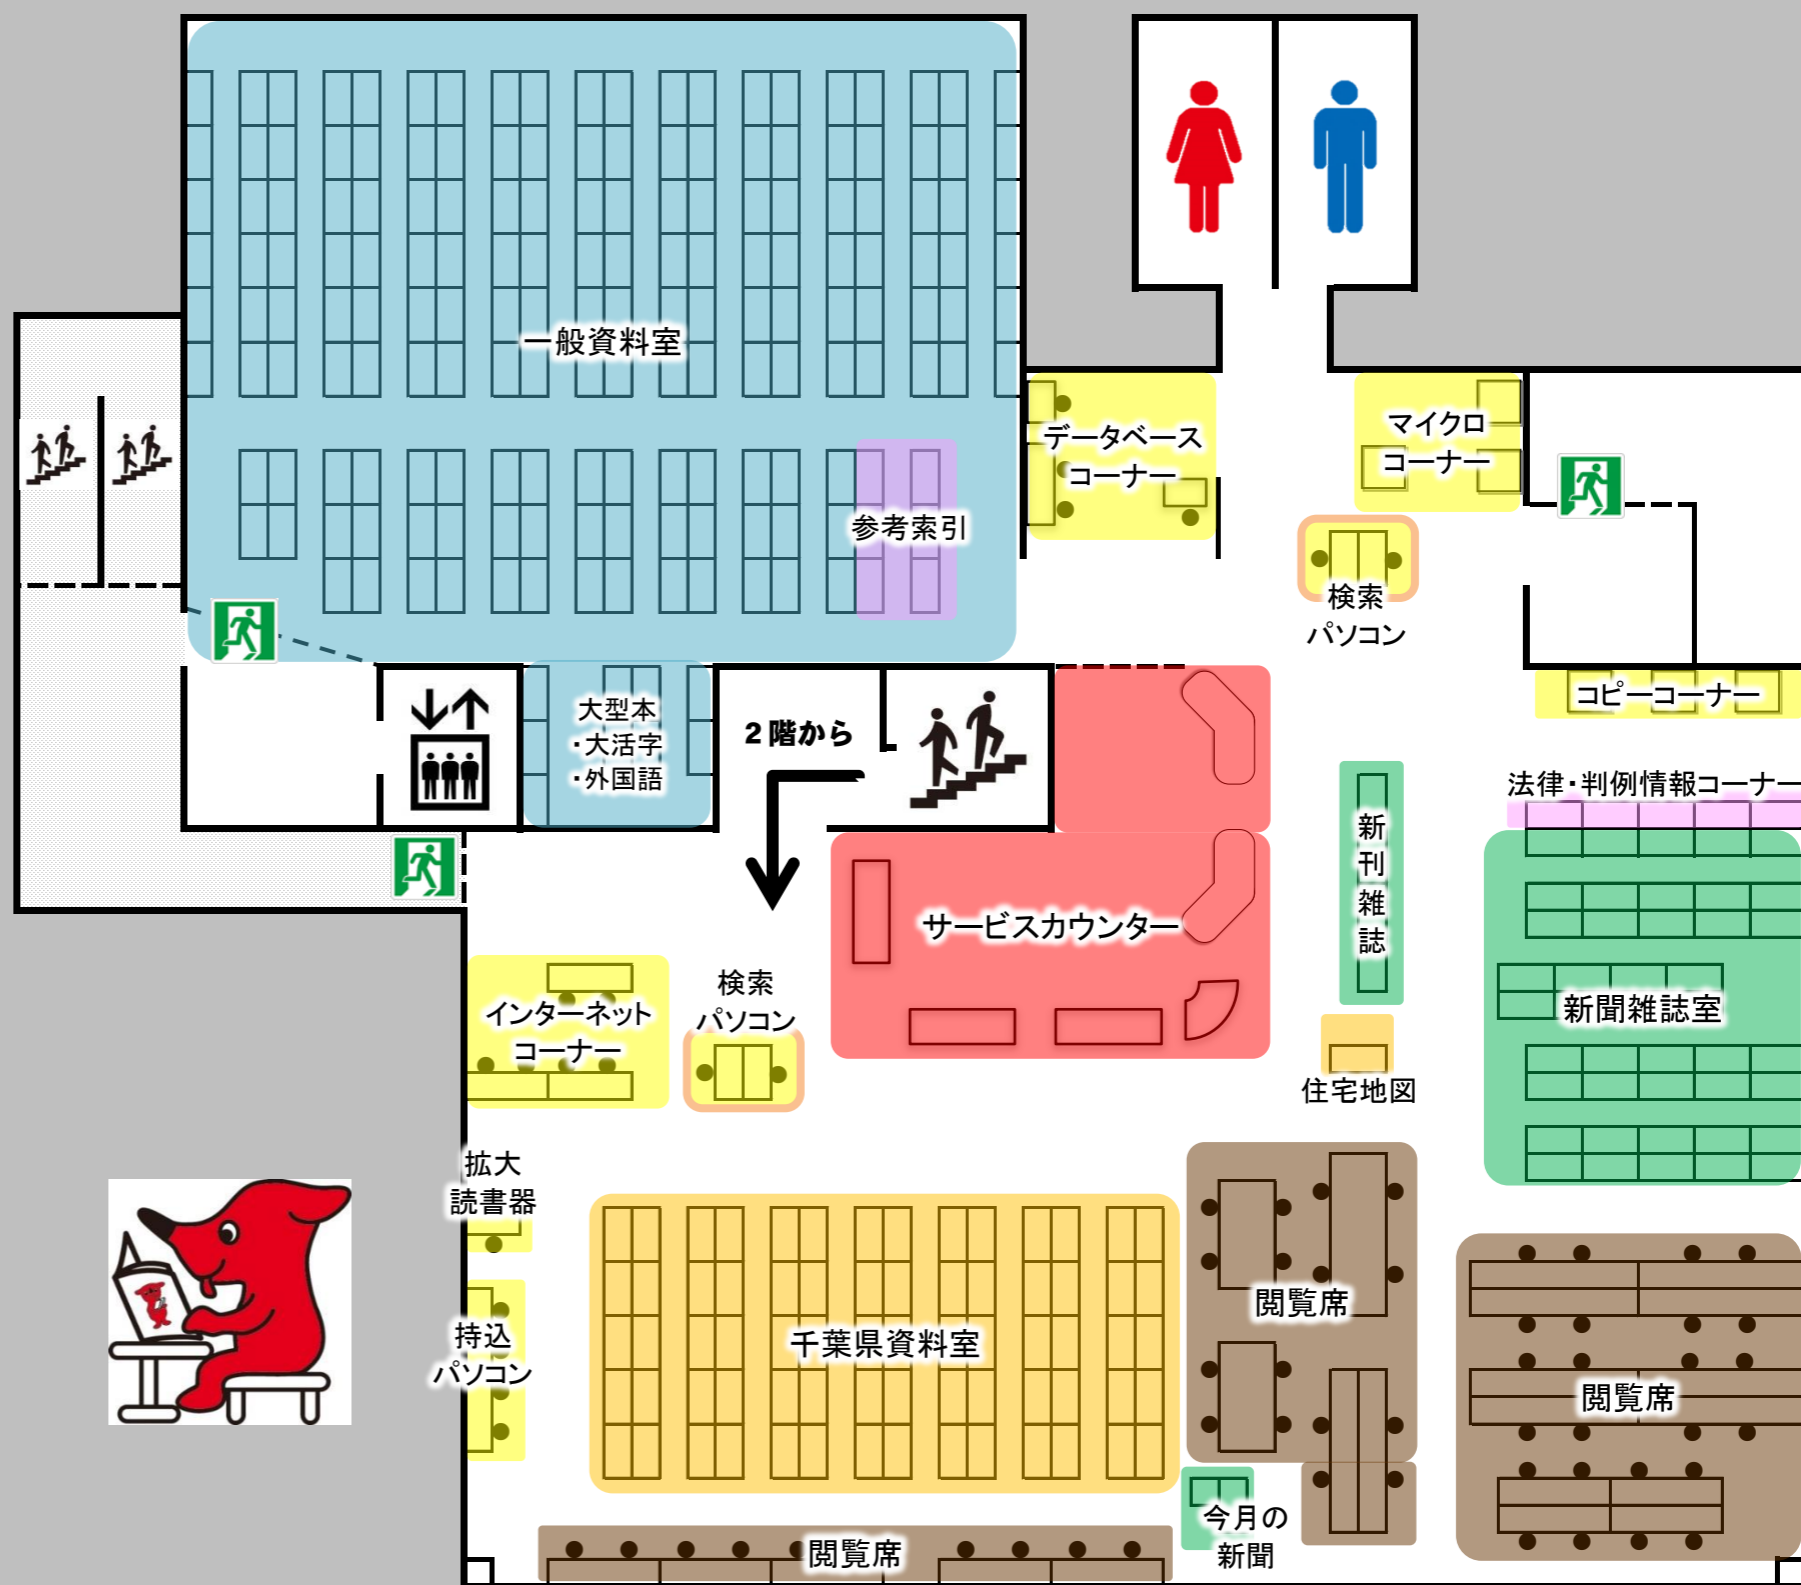 一般資料室
データベース
コーナー
マイクロ
コーナー
参考索引
検索
パソコン
コピーコーナー
大型本
・大活字
・外国語
２階から
法律・判例情報コーナー
新刊雑誌
サービスカウンター
検索
パソコン
インターネット
コーナー
新聞雑誌室
住宅地図
拡大
読書器
閲覧席
持込
パソコン
千葉県資料室
閲覧席
今月の
新聞
閲覧席